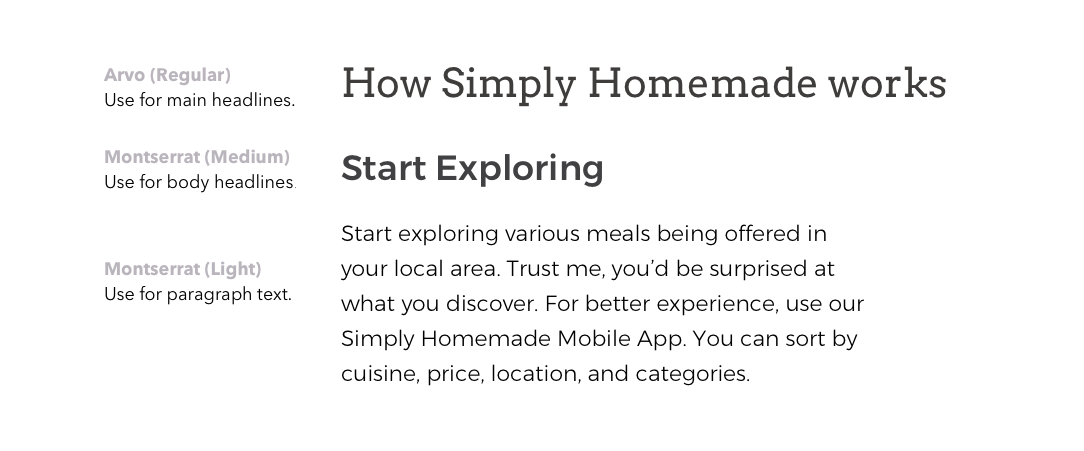 Arvo (Regular)
Use for main headlines.
How Simply Homemade works
Montserrat (Medium)
Use for body headlines.
Start Exploring
Montserrat (Light)
Use for paragraph text.
Start exploring various meals being offered in
your local area. Trust me, you’d be surprised at
what you discover. For better experience, use our
Simply Homemade Mobile App. You can sort by
cuisine, price, location, and categories.